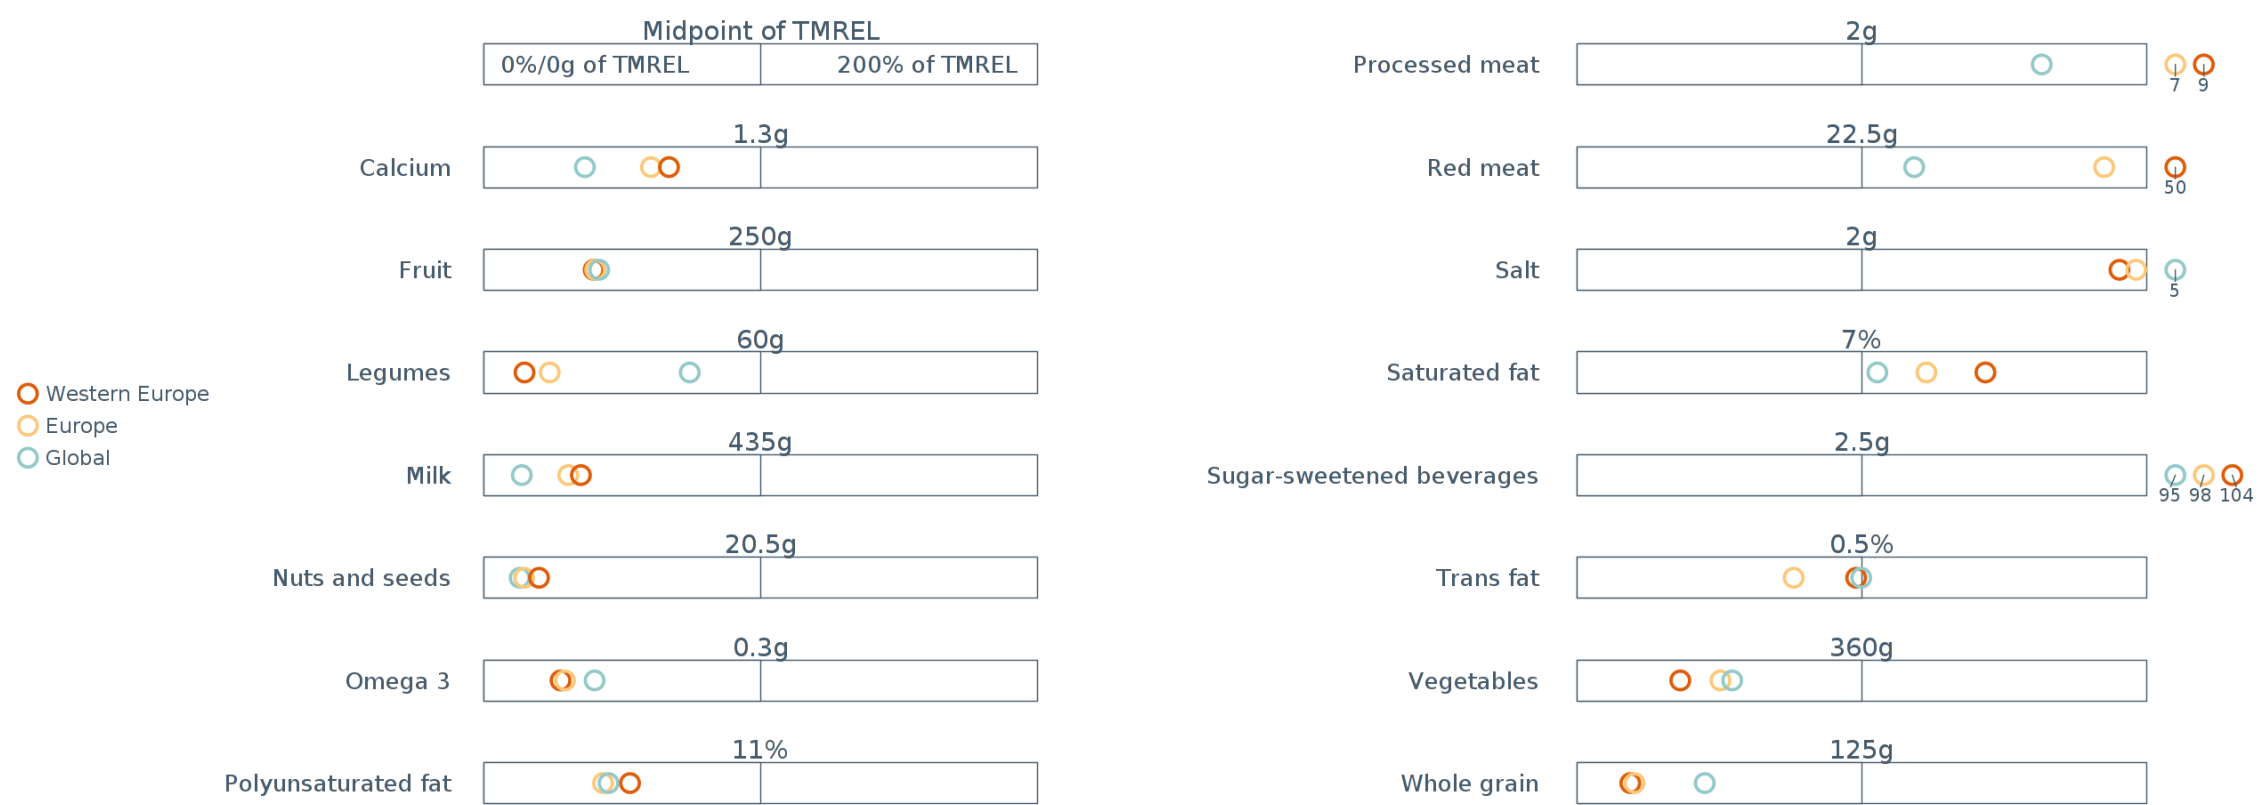 Midpoint of TMREL
0%/0g of TMREL 200% of TMREL
1.3g
Calcium
250g
Fruit
60g
Legumes
435g
Milk
20.5g
Nuts and seeds
0.3g
Omega 3
11%
Polyunsaturated fat
Western Europe
Europe
Global
2g
Processed meat
7 9
22.5g
Red meat
50
2g
Salt
5
7%
Saturated fat
2.5g
Sugar-sweetened beverages
95 98 104
0.5%
Trans fat
360g
Vegetables
125g
Whole grain